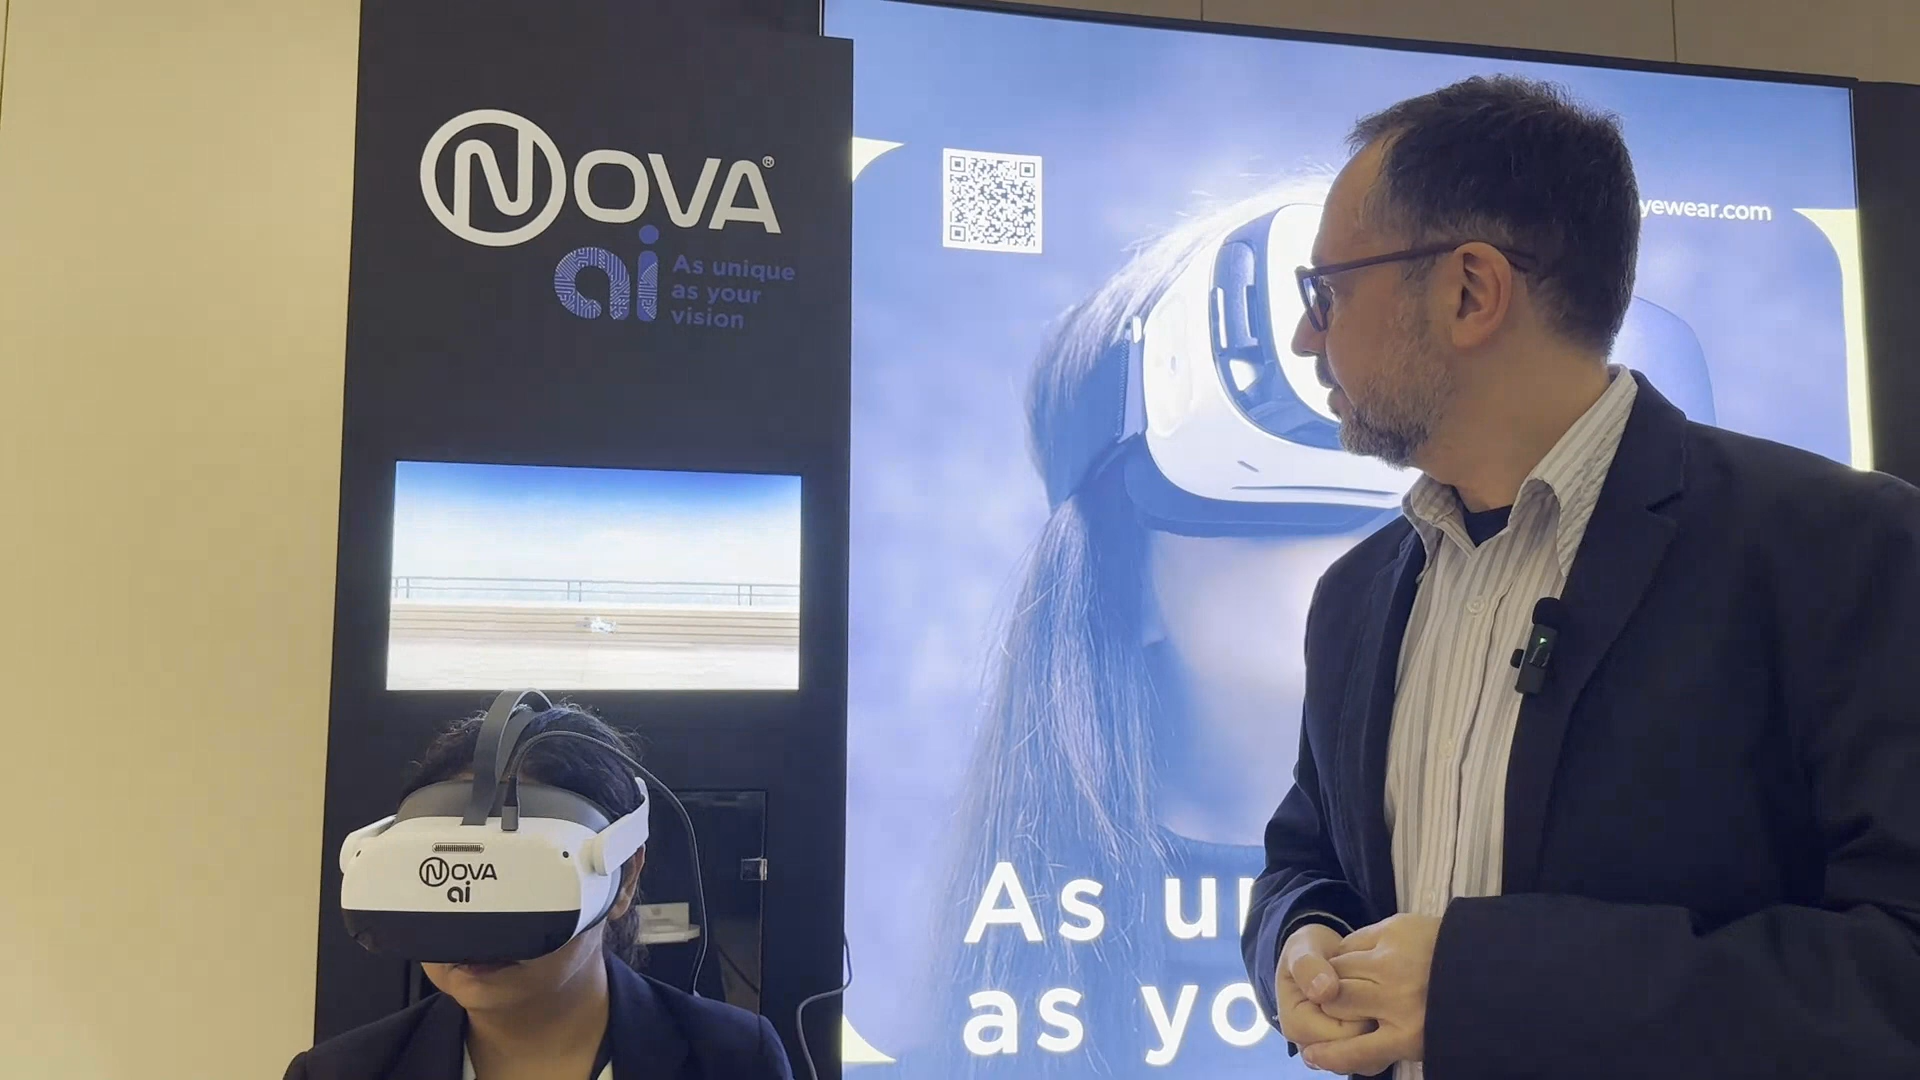 NOVA®
ai
As unique
as your
vision
yewear.com
As u
as yo
NOVA
ai